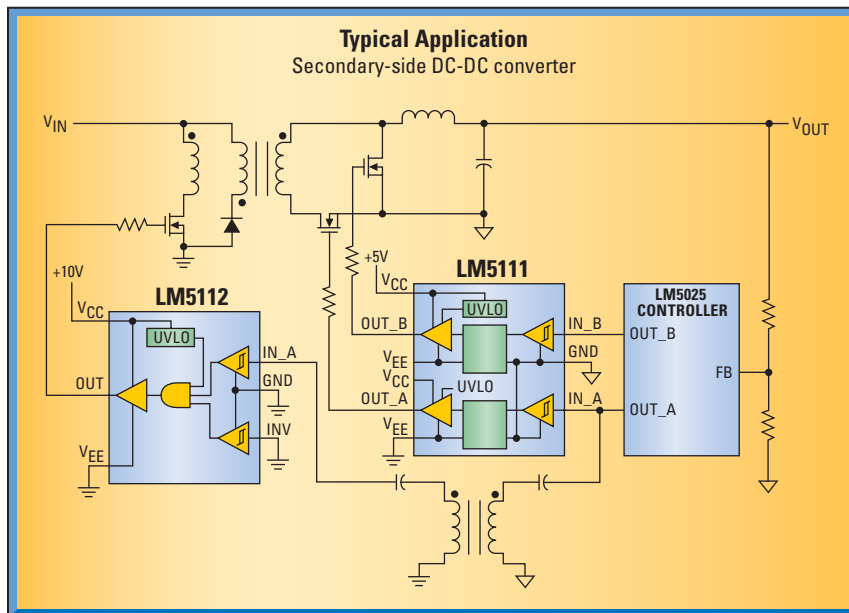 Typical Application
Secondary-side DC-DC converter
VIN
VOUT
+10V
VCC
LM5112
UVLO
IN_A
GND
OUT
INV
VEE
+5V
VCC
LM5111
UVLO
OUT_B
IN_B
VEE
GND
VCC
UVLO
OUT_A
IN_A
VEE
LM5025
CONTROLLER
OUT_B
FB
OUT_A